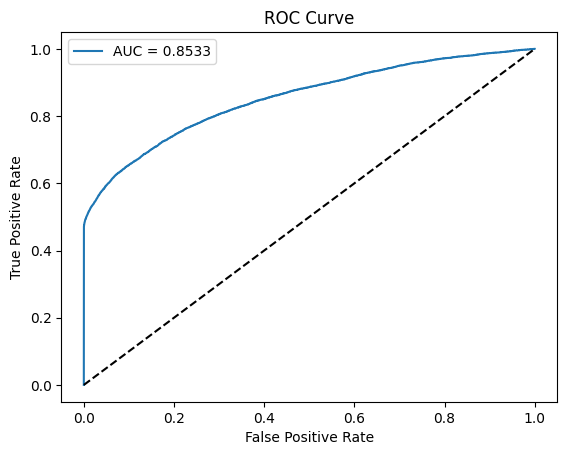 ROC Curve
AUC = 0.8533
True Positive Rate
1.0
0.8
0.6
0.4
0.2
0.0
0.0 0.2 0.4 0.6 0.8 1.0
False Positive Rate